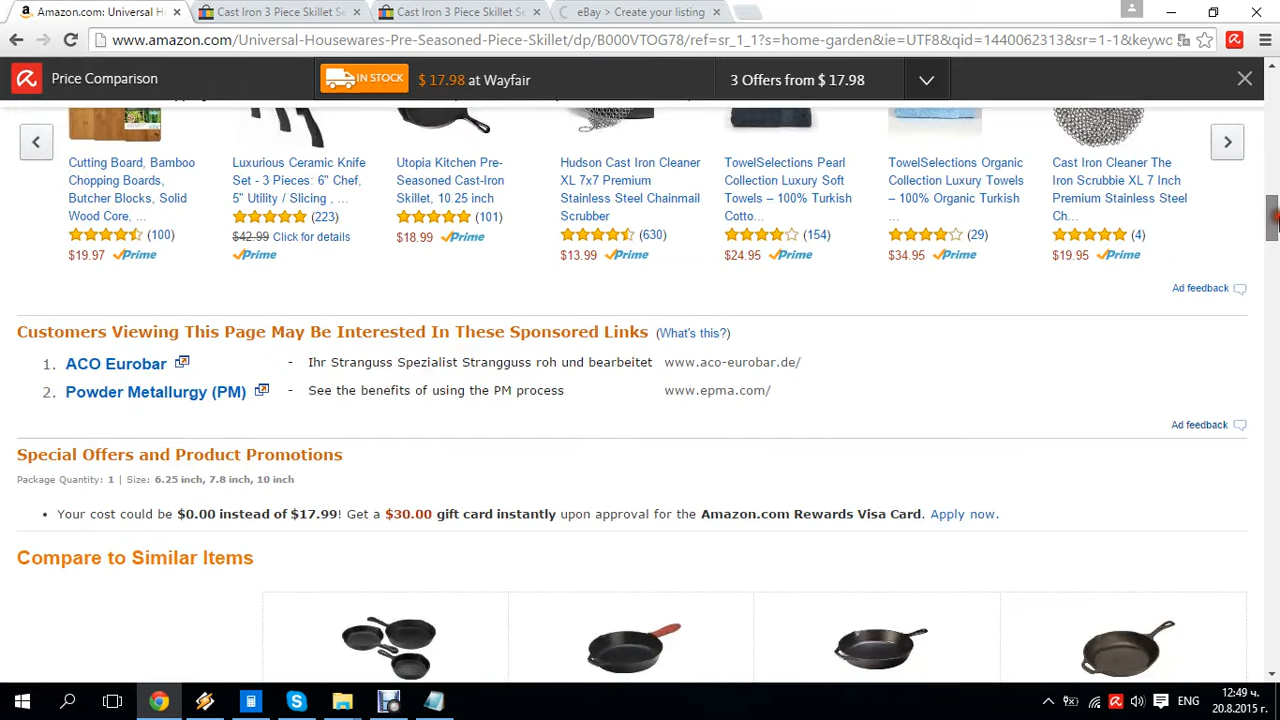 Amazon.com: Universal H
Cast Iron 3 Piece Skillet Se
Cast Iron 3 Piece Skillet Se
eBay > Create your listing
www.amazon.com/Universal-Housewares-Pre-Seasoned-Piece-Skillet/dp/B000VTOG78/ref=sr_1_1?s=home-garden&ie=UTF8&qid=1440062313&sr=1-1&keywo
Price Comparison
IN STOCK
$ 17.98 at Wayfair
3 Offers from $ 17.98
Cutting Board, Bamboo
Chopping Boards,
Butcher Blocks, Solid
Wood Core, ...
(100)
$19.97 Prime
Luxurious Ceramic Knife
Set - 3 Pieces: 6" Chef,
5" Utility / Slicing , ...
(223)
$42.99 Click for details
Prime
Utopia Kitchen Pre-
Seasoned Cast-Iron
Skillet, 10.25 inch
(101)
$18.99 Prime
Hudson Cast Iron Cleaner
XL 7x7 Premium
Stainless Steel Chainmail
Scrubber
(630)
$13.99 Prime
TowelSelections Pearl
Collection Luxury Soft
Towels – 100% Turkish
Cotto...
(154)
$24.95 Prime
TowelSelections Organic
Collection Luxury Towels
– 100% Organic Turkish
...
(29)
$34.95 Prime
Cast Iron Cleaner The
Iron Scrubbie XL 7 Inch
Premium Stainless Steel
Ch...
(4)
$19.95 Prime
Ad feedback
Customers Viewing This Page May Be Interested In These Sponsored Links (What's this?)
1. ACO Eurobar - Ihr Stranguss Spezialist Strangguss roh und bearbeitet www.aco-eurobar.de/
2. Powder Metallurgy (PM) - See the benefits of using the PM process www.epma.com/
Ad feedback
Special Offers and Product Promotions
Package Quantity: 1 | Size: 6.25 inch, 7.8 inch, 10 inch
• Your cost could be $0.00 instead of $17.99! Get a $30.00 gift card instantly upon approval for the Amazon.com Rewards Visa Card. Apply now.
Compare to Similar Items
ENG
12:49 ч.
20.8.2015 г.